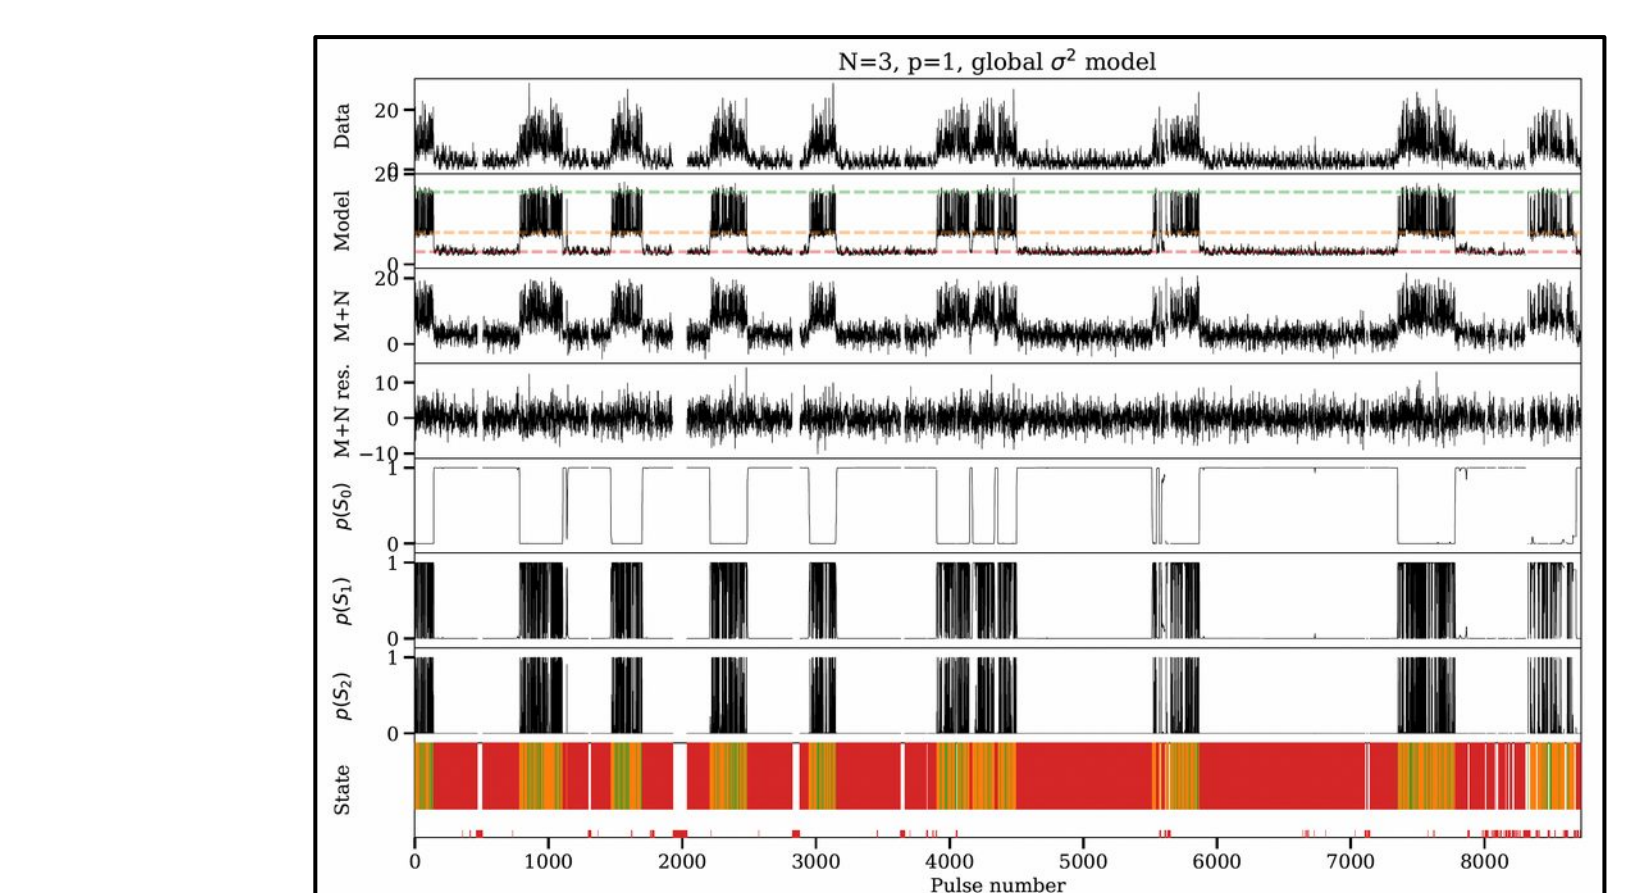 N=3, p=1, global σ² model
Data
20
0
Model
20
0
M+N
20
0
M+N res.
10
0
−10
p(S₀)
1
0
p(S₁)
1
0
p(S₂)
1
0
State
0 1000 2000 3000 4000 5000 6000 7000 8000
Pulse number